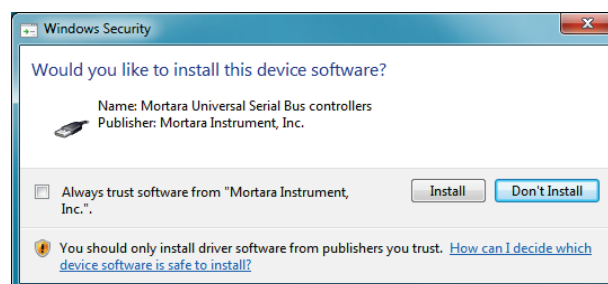 Windows Security
Would you like to install this device software?
Name: Mortara Universal Serial Bus controllers
Publisher: Mortara Instrument, Inc.
Always trust software from "Mortara Instrument,
Inc.".
Install
Don't Install
You should only install driver software from publishers you trust. How can I decide which
device software is safe to install?